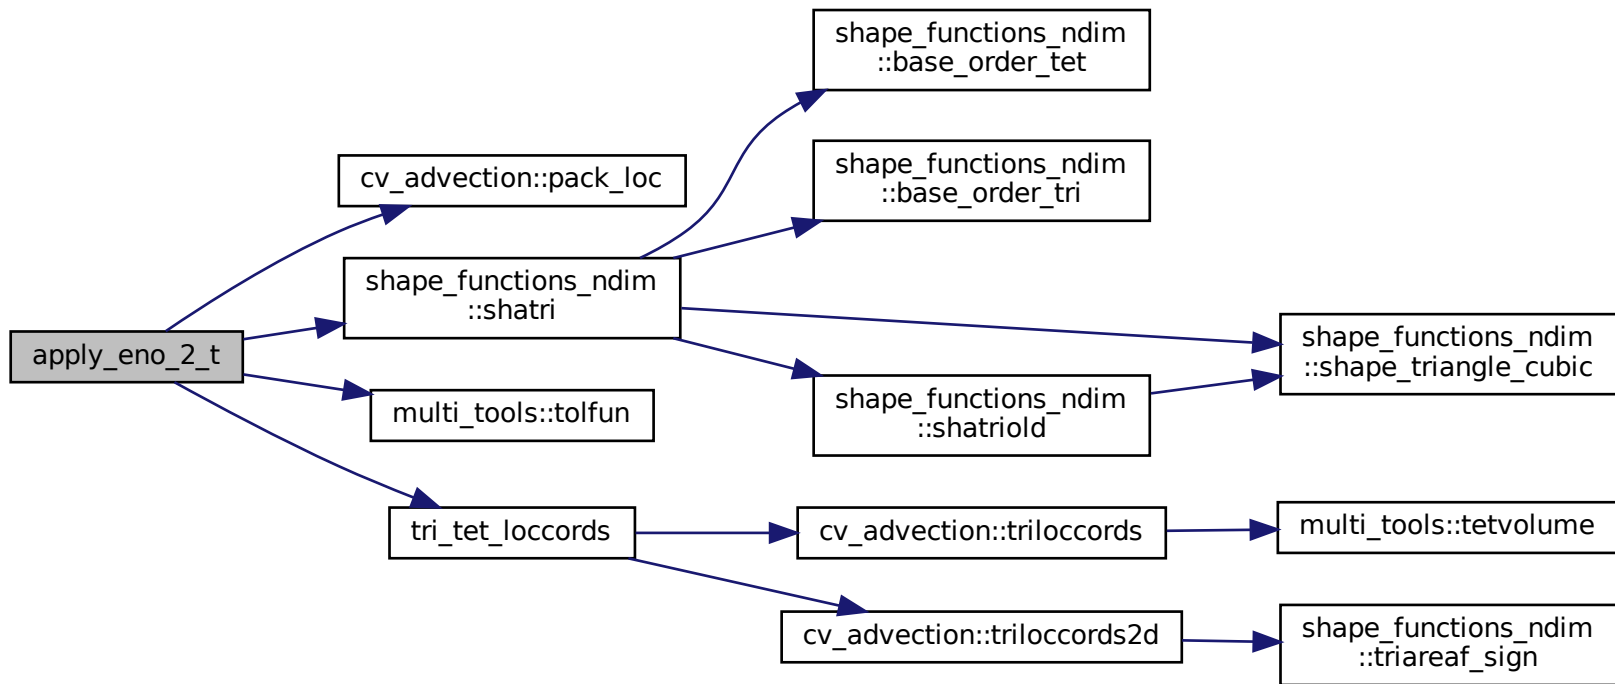 shape_functions_ndim
::base_order_tet
shape_functions_ndim
::base_order_tri
cv_advection::pack_loc
shape_functions_ndim
::shatri
shape_functions_ndim
::shape_triangle_cubic
apply_eno_2_t
multi_tools::tolfun
shape_functions_ndim
::shatriold
tri_tet_loccords
cv_advection::triloccords
multi_tools::tetvolume
cv_advection::triloccords2d
shape_functions_ndim
::triareaf_sign